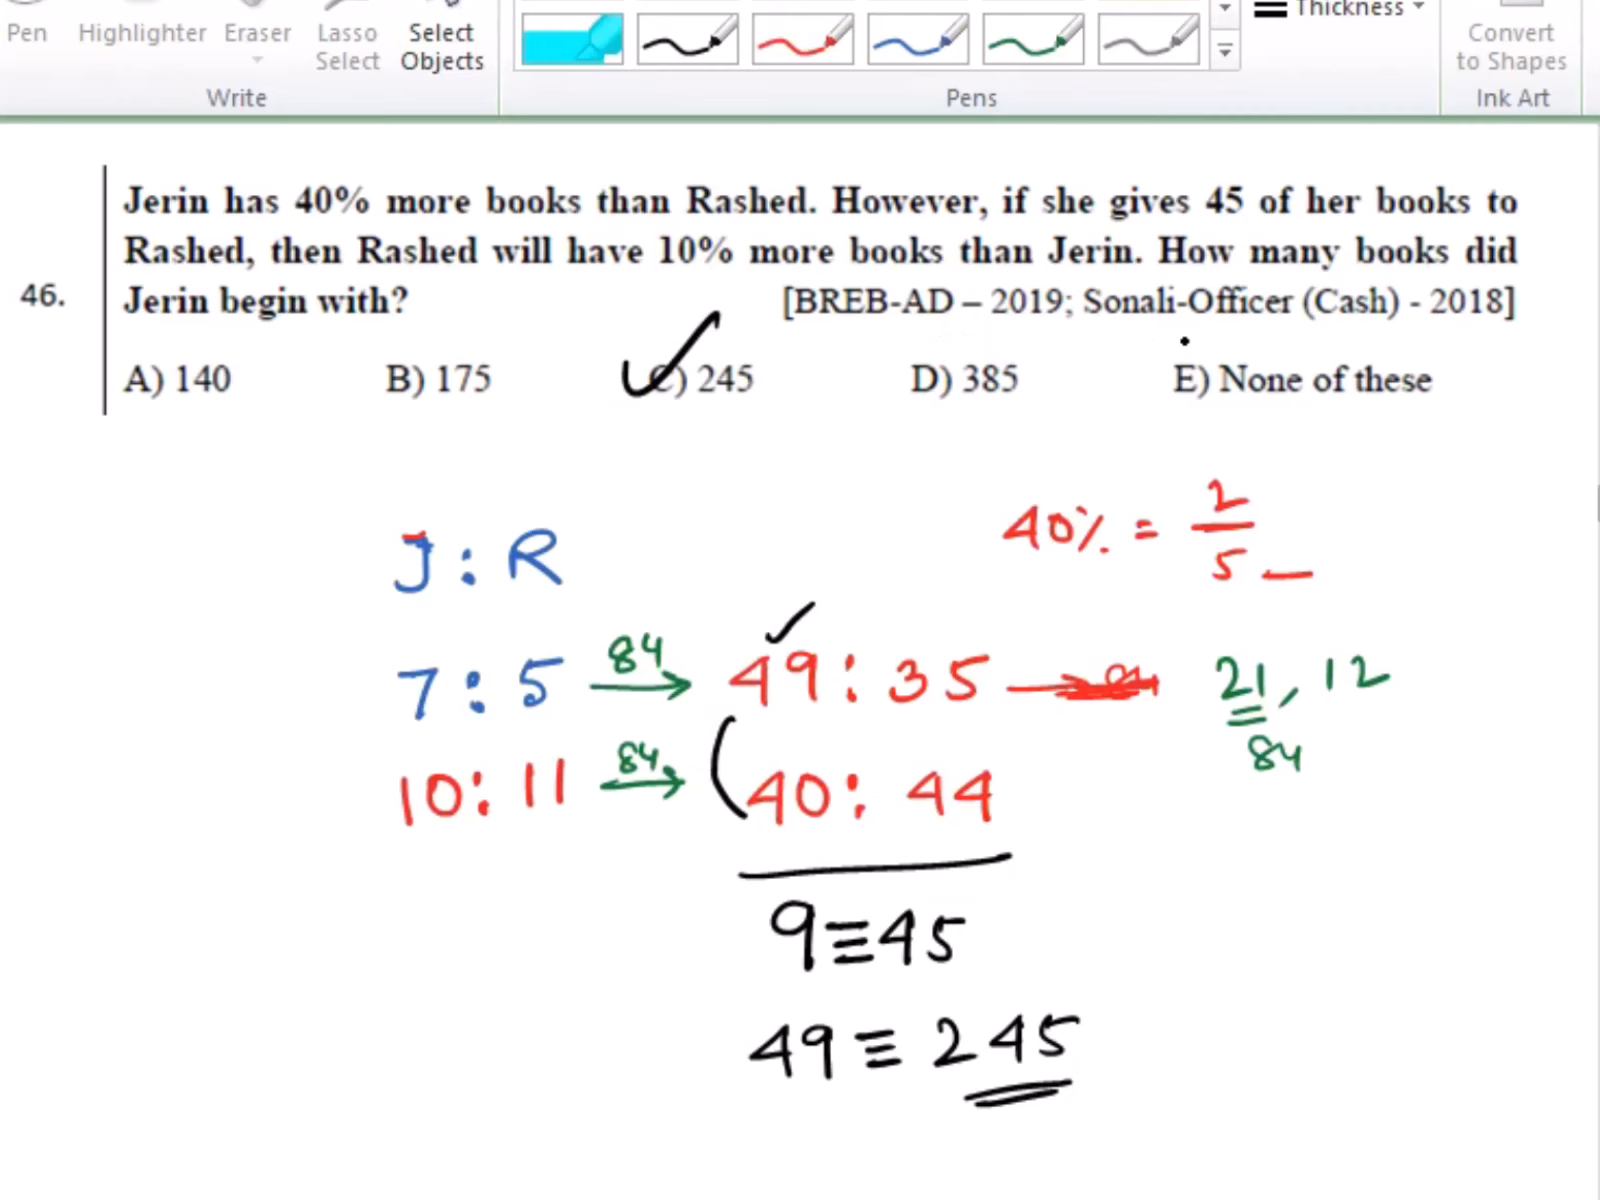 Pen Highlighter Eraser Lasso Select Select Objects Thickness Convert to Shapes
Write Pens Ink Art
Jerin has 40% more books than Rashed. However, if she gives 45 of her books to
Rashed, then Rashed will have 10% more books than Jerin. How many books did
46. Jerin begin with? [BREB-AD – 2019; Sonali-Officer (Cash) - 2018]
A) 140 B) 175 C) 245 D) 385 E) None of these
40% = 2/5
J : R
7 : 5 84 49 : 35 21, 12
84
10 : 11 84 40 : 44
9 ≡ 45
49 ≡ 245